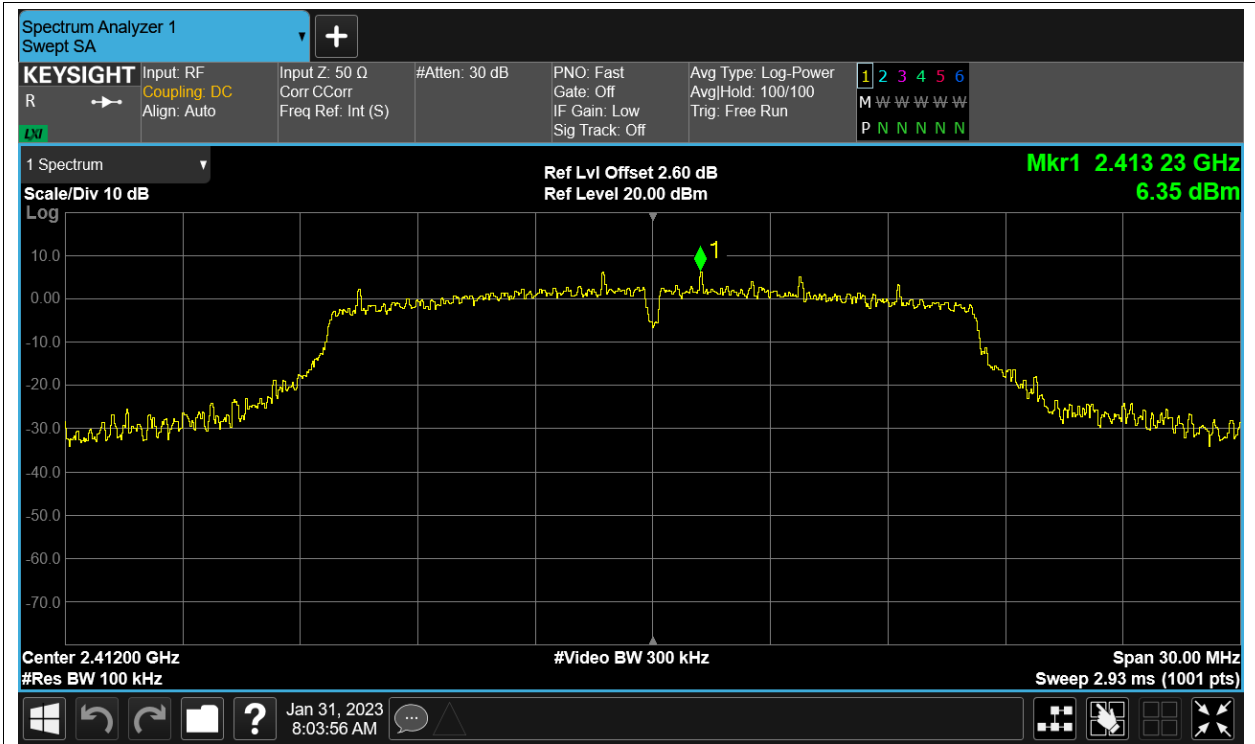 Spectrum Analyzer 1
Swept SA
KEYSIGHT
R
LXI
Input: RF
Coupling: DC
Align: Auto
Input Z: 50 Ω
Corr CCorr
Freq Ref: Int (S)
#Atten: 30 dB
PNO: Fast
Gate: Off
IF Gain: Low
Sig Track: Off
Avg Type: Log-Power
Avg|Hold: 100/100
Trig: Free Run
1 2 3 4 5 6
M W W W W W W
P N N N N N
1 Spectrum
Scale/Div 10 dB
Log
Ref Lvl Offset 2.60 dB
Ref Level 20.00 dBm
Mkr1 2.413 23 GHz
6.35 dBm
1
10.0
0.00
-10.0
-20.0
-30.0
-40.0
-50.0
-60.0
-70.0
Center 2.41200 GHz
#Video BW 300 kHz
Span 30.00 MHz
#Res BW 100 kHz
Sweep 2.93 ms (1001 pts)
?
Jan 31, 2023
8:03:56 AM